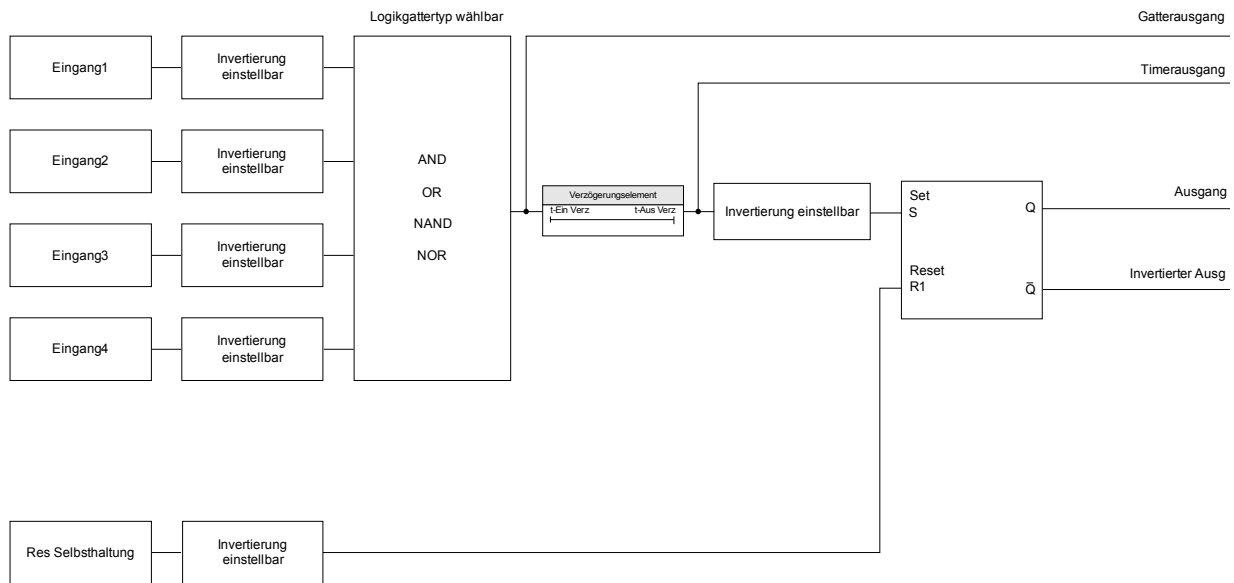 Logikgattertyp wählbar
Gatterausgang
Eingang1
Invertierung
einstellbar
Timerausgang
Eingang2
Invertierung
einstellbar
AND
OR
NAND
NOR
Verzögerungselement
t-Ein Verz
t-Aus Verz
Invertierung einstellbar
Set
S
Q
Ausgang
Eingang3
Invertierung
einstellbar
Reset
R1
Q̅
Invertierter Ausg
Eingang4
Invertierung
einstellbar
Res Selbsthaltung
Invertierung
einstellbar